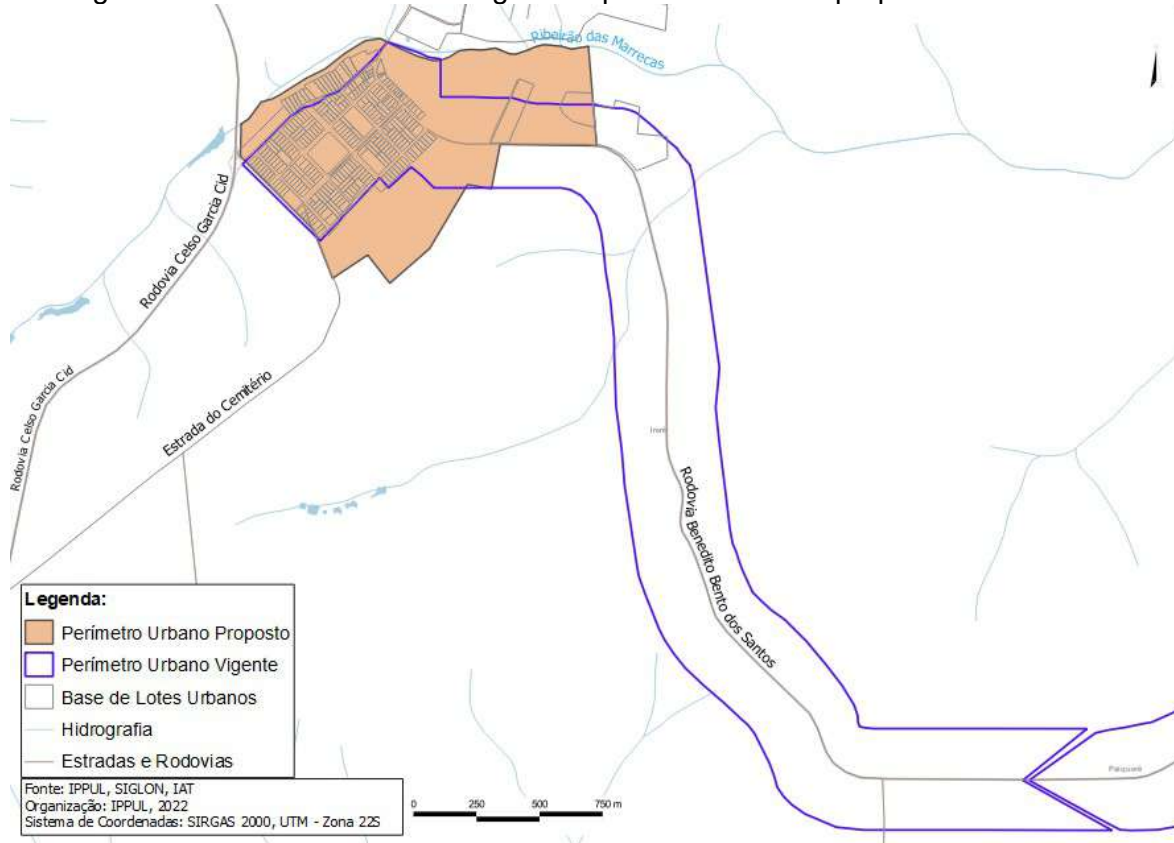 Ribeirão das Marrecas
Rodovia Celso Garcia Cid
Rodovia Celso Garcia Cid
Estrada do Cemitério
Irerê
Rodovia Benedito Bento dos Santos
Paiquerê
Legenda:
Perímetro Urbano Proposto
Perímetro Urbano Vigente
Base de Lotes Urbanos
Hidrografia
Estradas e Rodovias
Fonte: IPPUL, SIGLON, IAT
Organização: IPPUL, 2022
Sistema de Coordenadas: SIRGAS 2000, UTM - Zona 22S
0 250 500 750 m